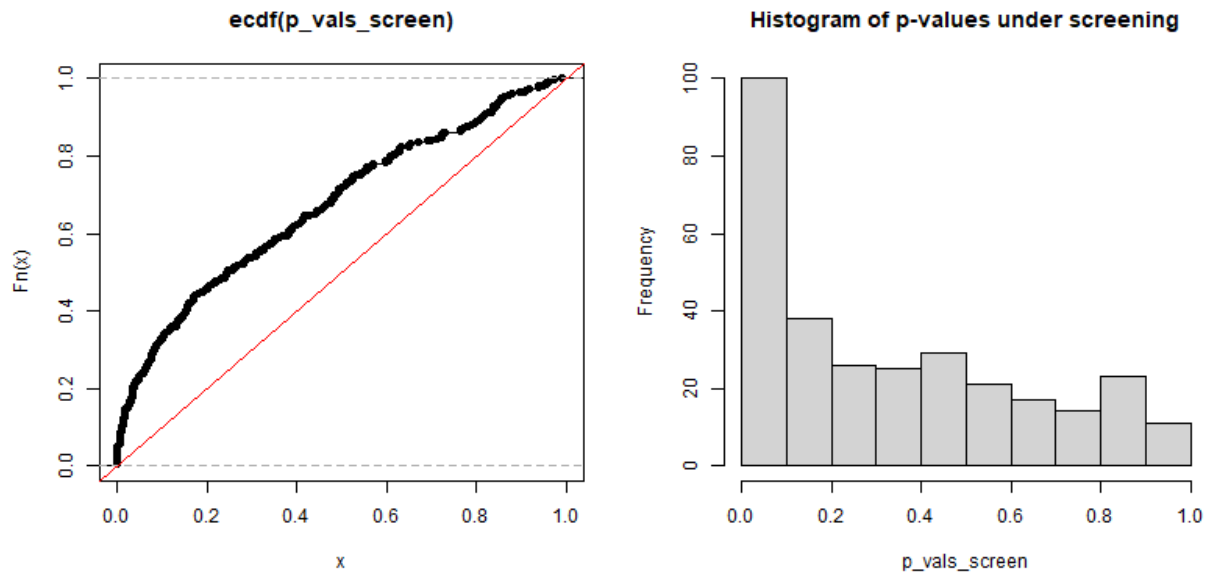 ecdf(p_vals_screen)
Fn(x)
1.0
0.8
0.6
0.4
0.2
0.0
0.0 0.2 0.4 0.6 0.8 1.0
x
Histogram of p-values under screening
Frequency
100
80
60
40
20
0
0.0 0.2 0.4 0.6 0.8 1.0
p_vals_screen